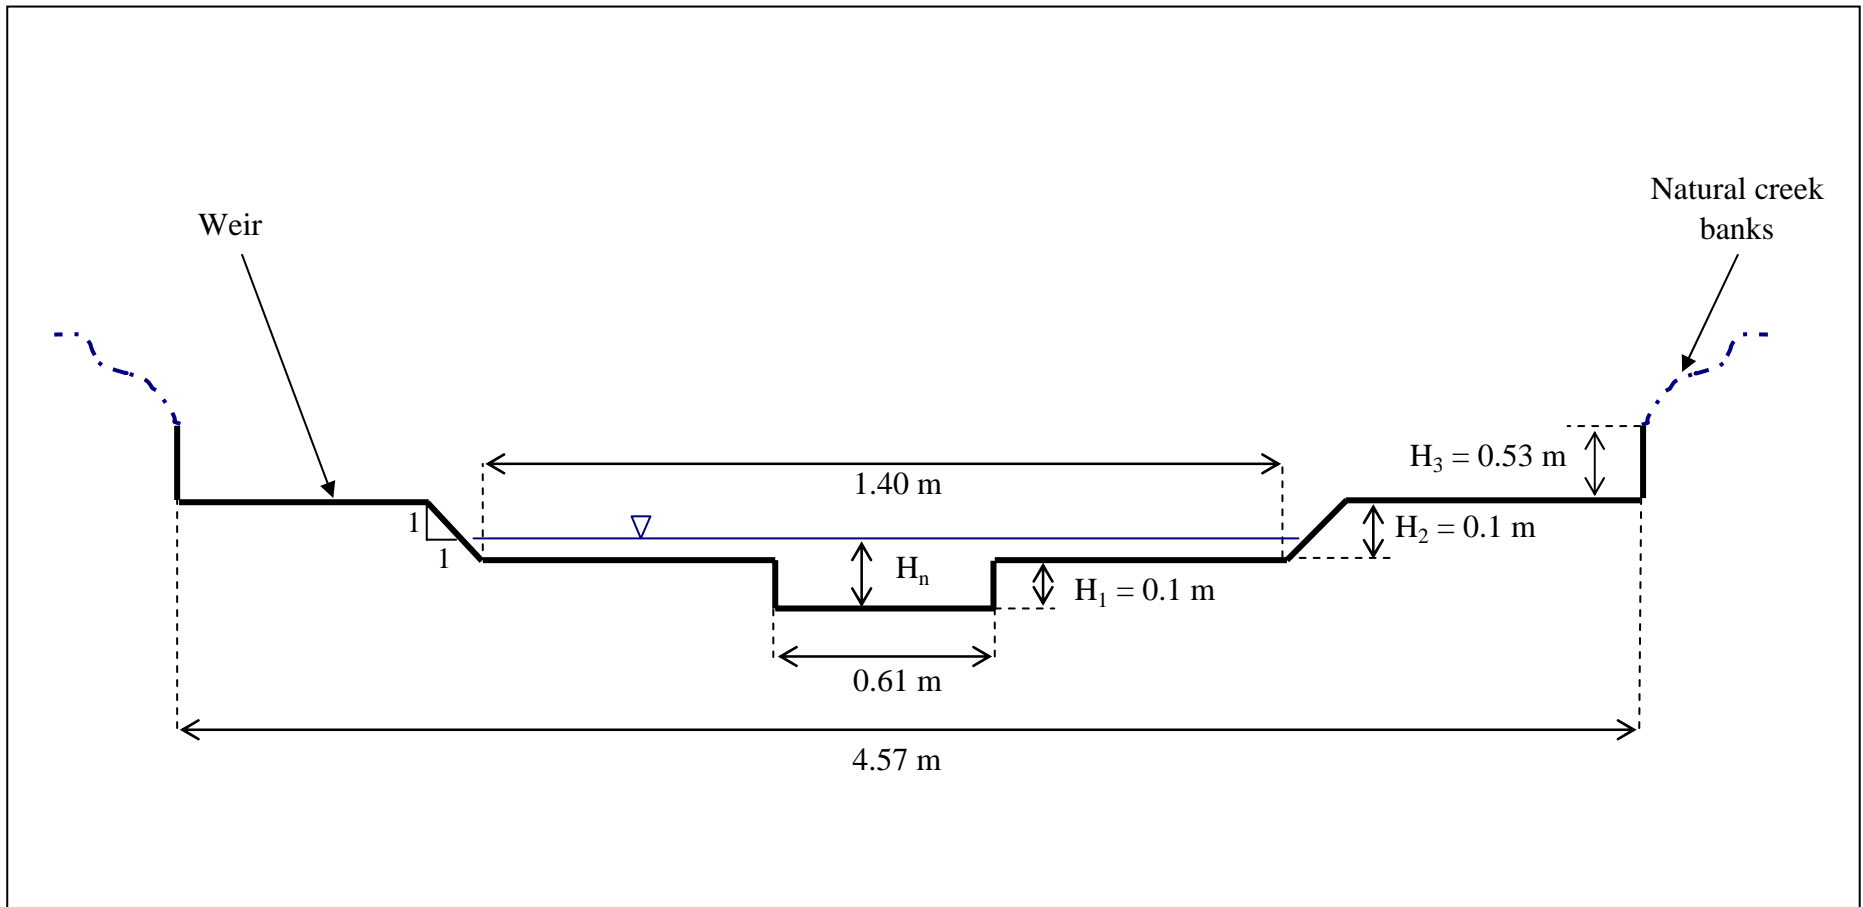 Natural creek
banks
Weir
H₃ = 0.53 m
1.40 m
1
1
H₂ = 0.1 m
Hₙ
H₁ = 0.1 m
0.61 m
4.57 m